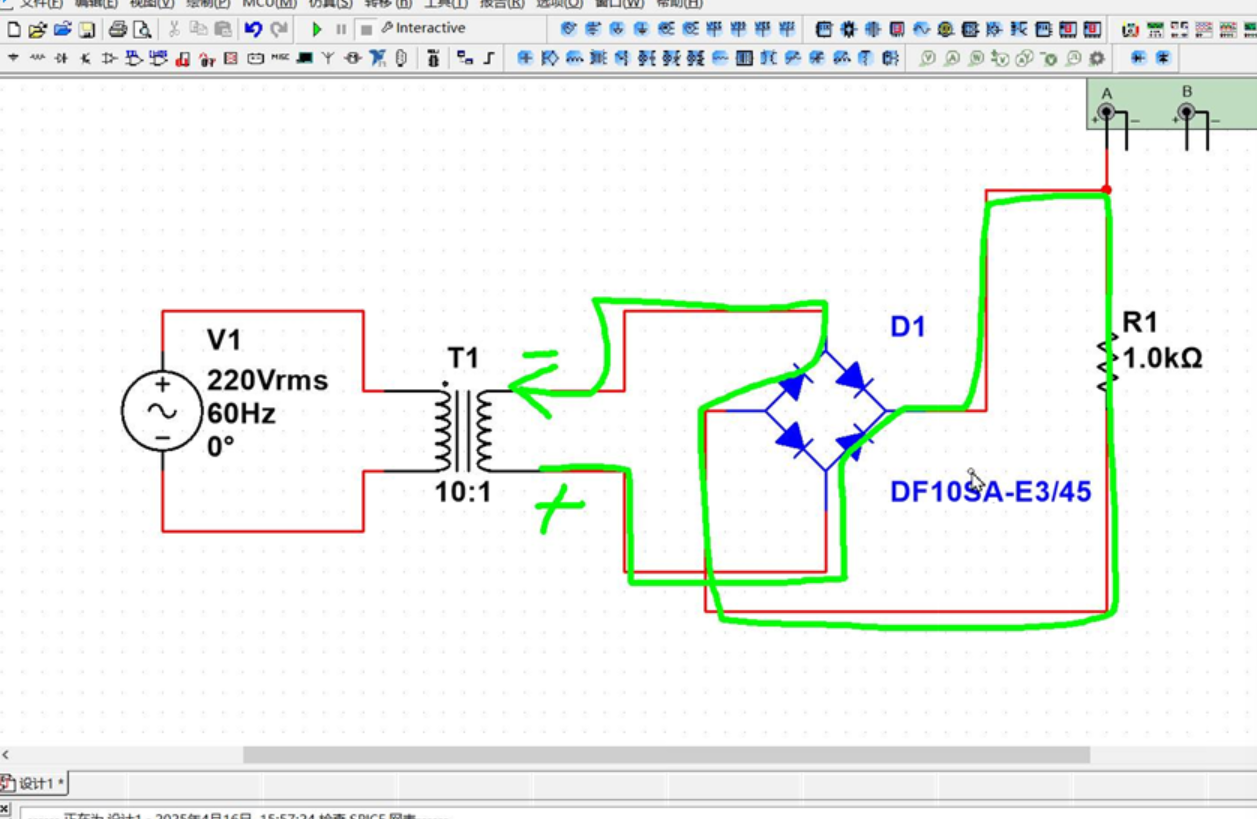 文件(F) 编辑(E) 视图(V) 绘制(P) MCU(M) 仿真(S) 转移(n) 工具(T) 报告(R) 选项(O) 窗口(W) 帮助(H)
Interactive
A B
+ − + −
V1
220Vrms
60Hz
0°
T1
10:1
−
+
D1
DF10SA-E3/45
R1
1.0kΩ
设计1 *
正在为 设计1 - 2025年4月16日, 15:57:24 检查 SPICE 网表